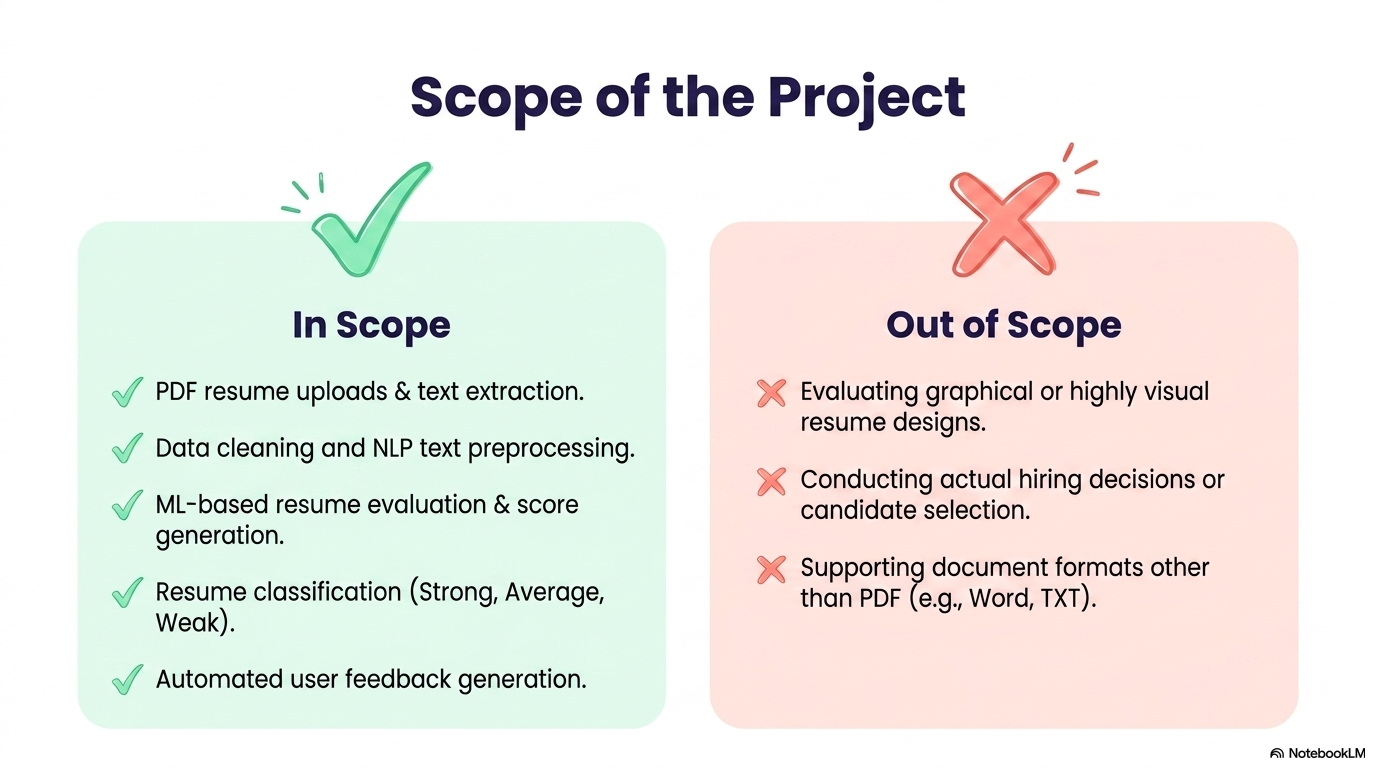 Scope of the Project
In Scope
PDF resume uploads & text extraction.
Data cleaning and NLP text preprocessing.
ML-based resume evaluation & score
generation.
Resume classification (Strong, Average,
Weak).
Automated user feedback generation.
Out of Scope
Evaluating graphical or highly visual
resume designs.
Conducting actual hiring decisions or
candidate selection.
Supporting document formats other
than PDF (e.g., Word, TXT).
NotebookLM